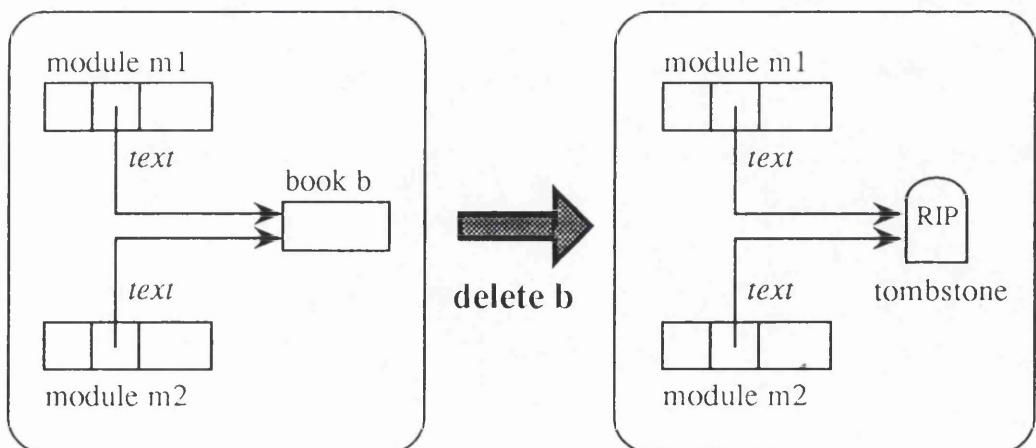 module m1
text
book b
text
module m2
delete b
module m1
text
RIP
tombstone
text
module m2